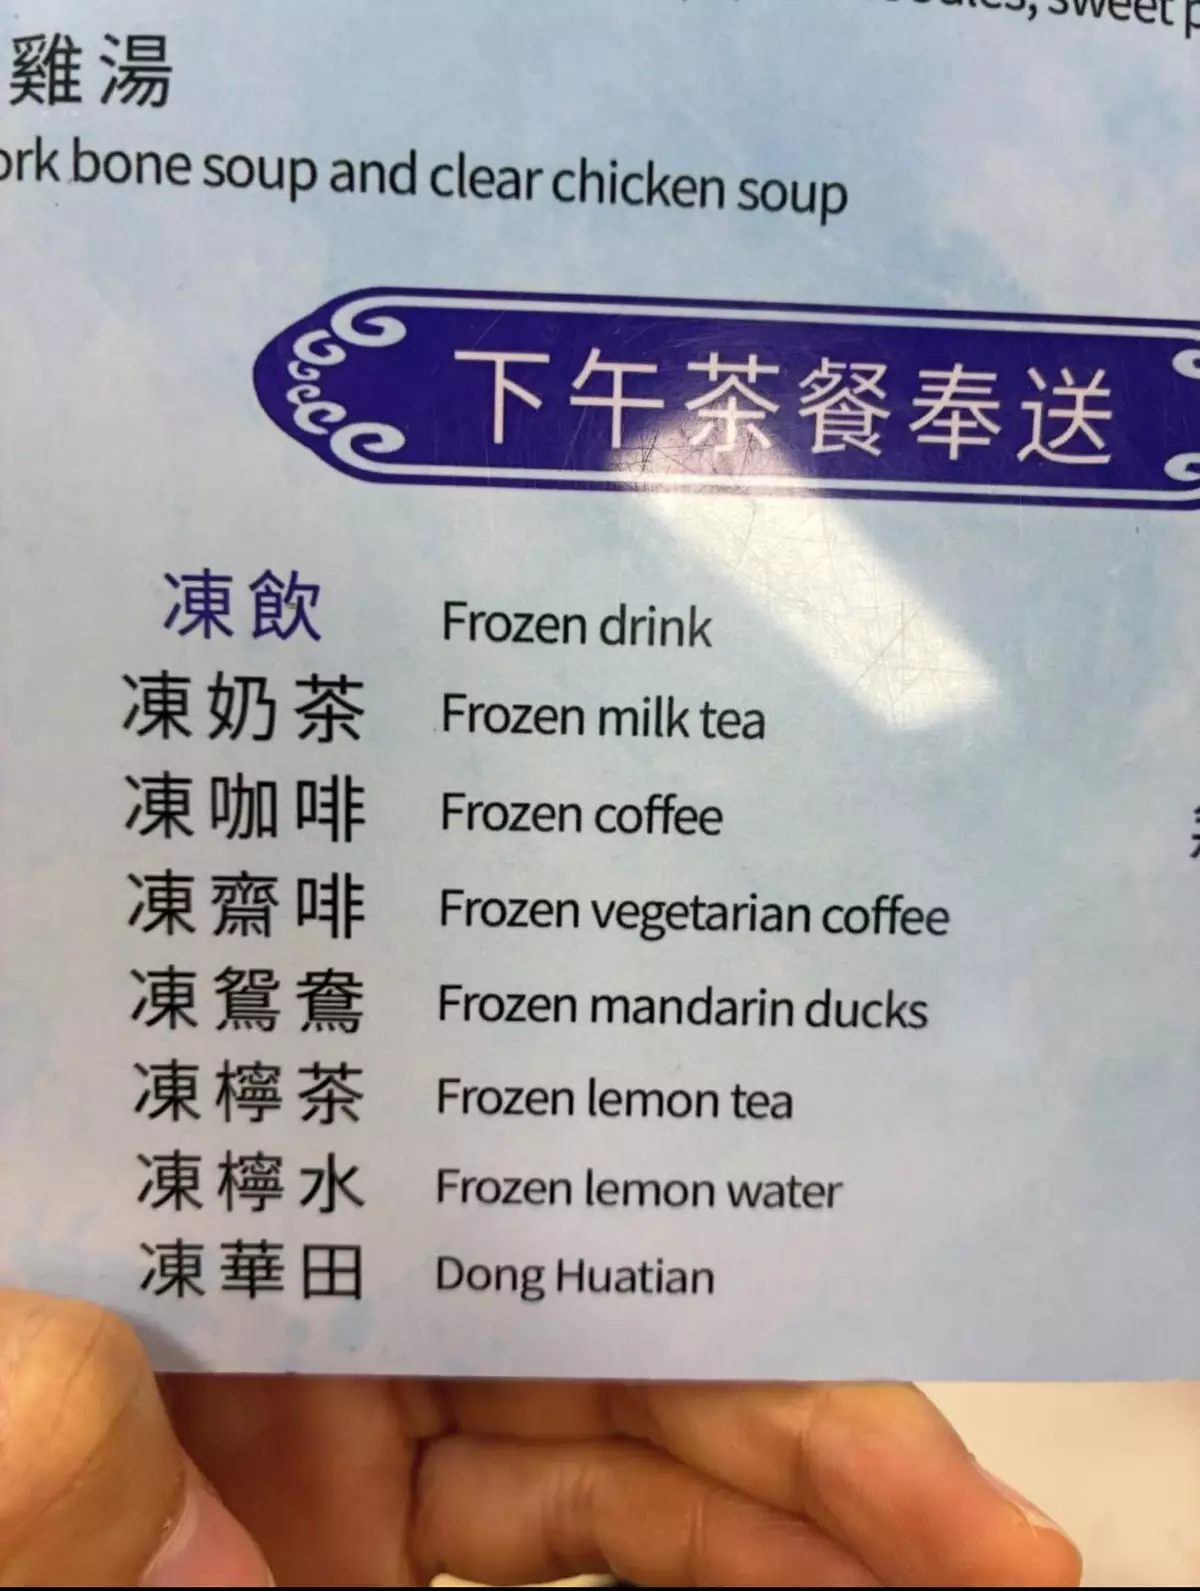 noodles, sweet
雞湯
bone soup and clear chicken soup
下午茶餐奉送
凍飲 Frozen drink
凍奶茶 Frozen milk tea
凍咖啡 Frozen coffee
凍齋啡 Frozen vegetarian coffee
凍鴛鴦 Frozen mandarin ducks
凍檸茶 Frozen lemon tea
凍檸水 Frozen lemon water
凍華田 Dong Huatian